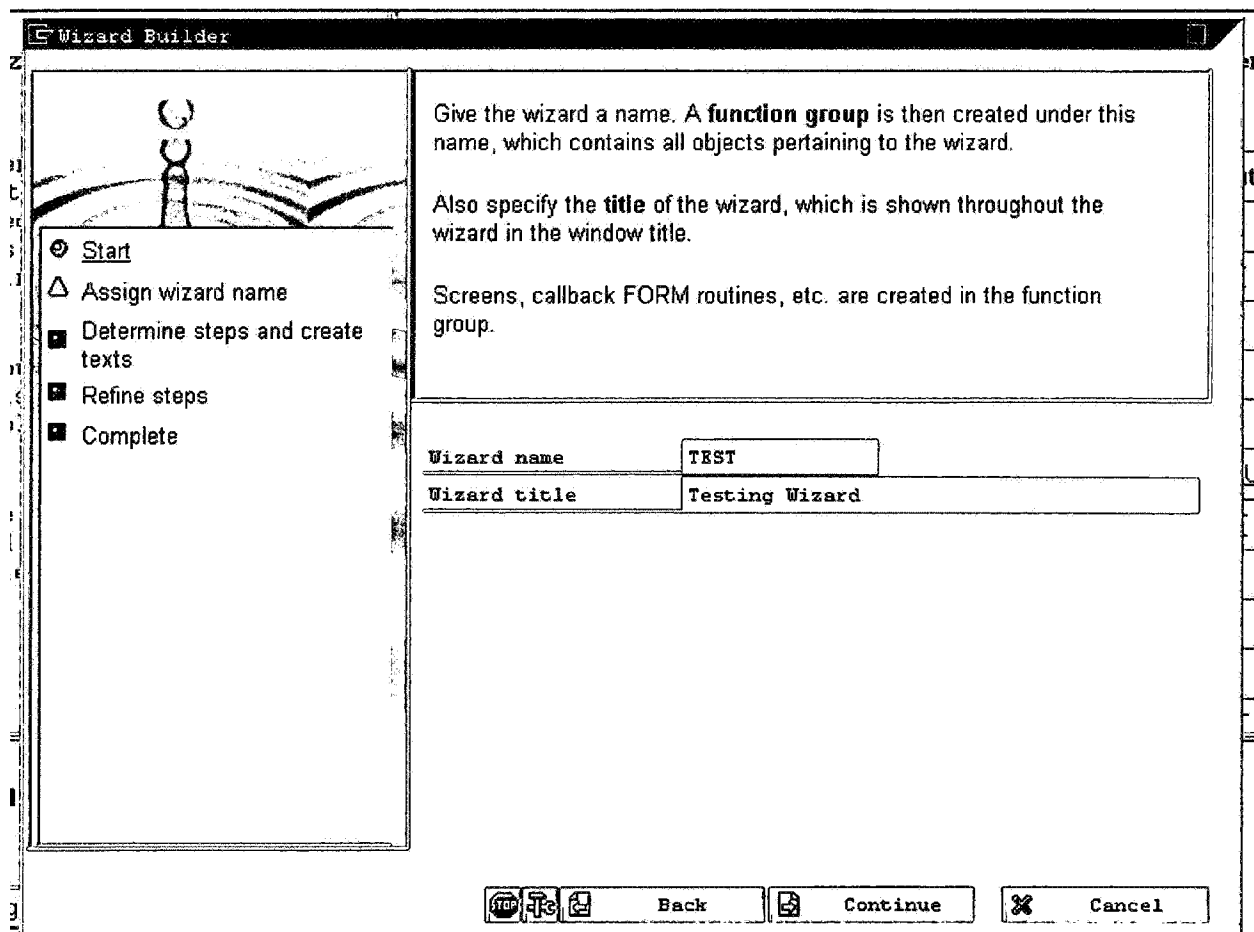 Wizard Builder
Give the wizard a name. A function group is then created under this
name, which contains all objects pertaining to the wizard.
Also specify the title of the wizard, which is shown throughout the
wizard in the window title.
Screens, callback FORM routines, etc. are created in the function
group.
Start
Assign wizard name
Determine steps and create
texts
Refine steps
Complete
Wizard name TEST
Wizard title Testing Wizard
STOP Back Continue Cancel